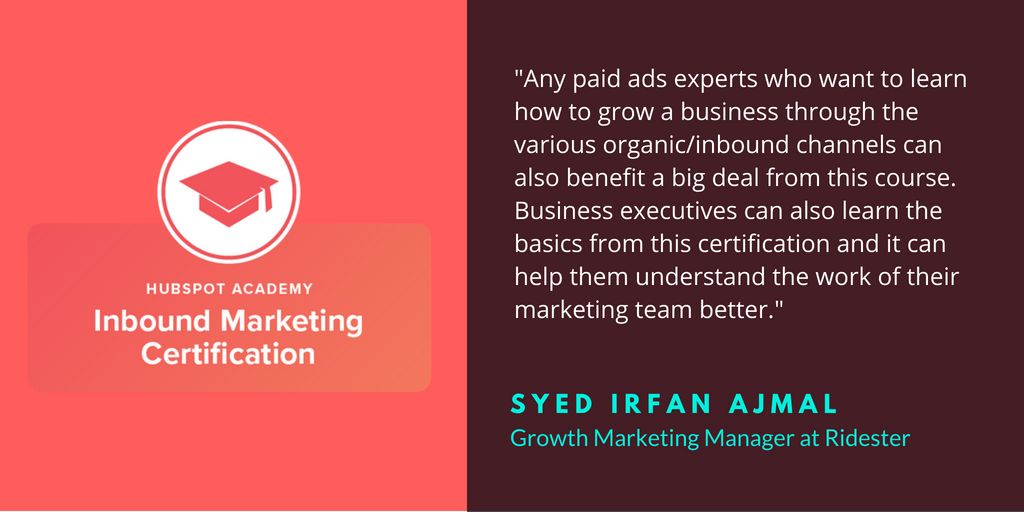 HUBSPOT ACADEMY
Inbound Marketing
Certification
"Any paid ads experts who want to learn
how to grow a business through the
various organic/inbound channels can
also benefit a big deal from this course.
Business executives can also learn the
basics from this certification and it can
help them understand the work of their
marketing team better."
SYED IRFAN AJMAL
Growth Marketing Manager at Ridester